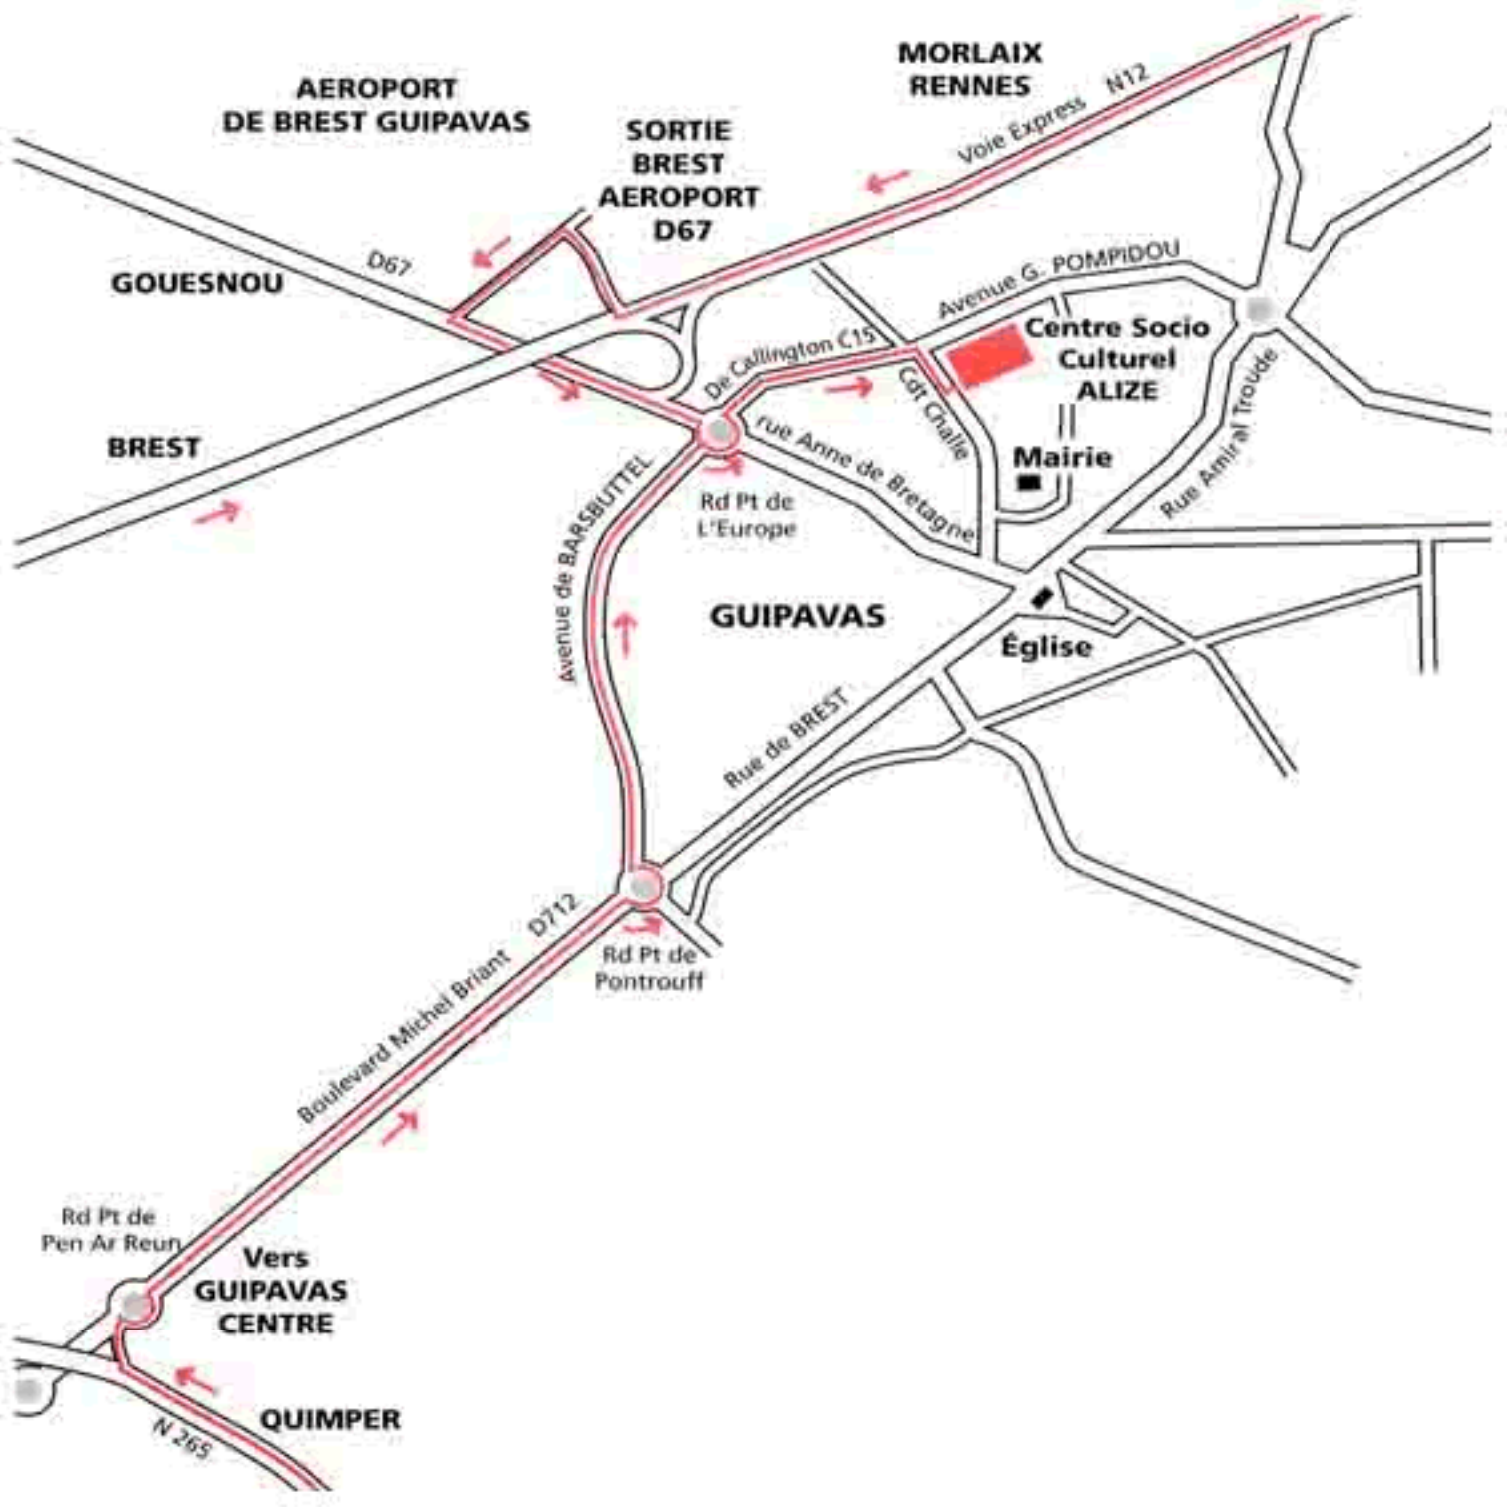 MORLAIX
RENNES
AEROPORT
DE BREST GUIPAVAS
SORTIE
BREST
AEROPORT
D67
Voie Express N12
D67
GOUESNOU
Avenue G. POMPIDOU
Centre Socio
Culturel
ALIZE
De Callington C15
Cdt Challe
rue Anne de Bretagne
Rue Amiral Troude
BREST
Mairie
Rd Pt de
L'Europe
Avenue de BARSBUTTEL
GUIPAVAS
Église
Rue de BREST
D712
Rd Pt de
Pontrouff
Boulevard Michel Briant
Rd Pt de
Pen Ar Reun
Vers
GUIPAVAS
CENTRE
QUIMPER
N 265